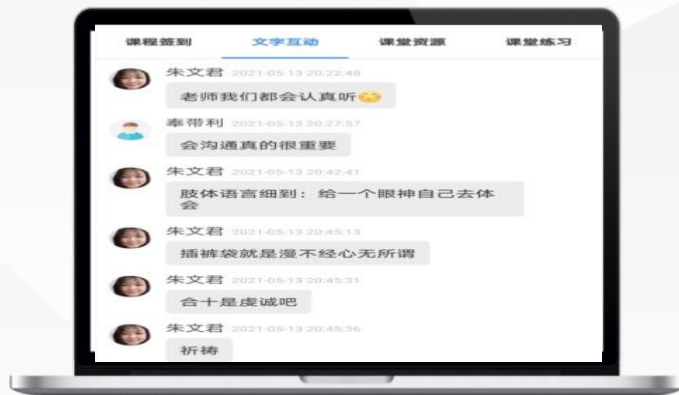 课程签到 文字互动 课堂资源 课堂练习
朱文君 2021-05-13 20:22:48
老师我们都会认真听
奉带利 2021-05-13 20:27:57
会沟通真的很重要
朱文君 2021-05-13 20:42:41
肢体语言细到：给一个眼神自己去体
会
朱文君 2021-05-13 20:45:13
插裤袋就是漫不经心无所谓
朱文君 2021-05-13 20:45:31
合十是虔诚吧
朱文君 2021-05-13 20:45:36
祈祷